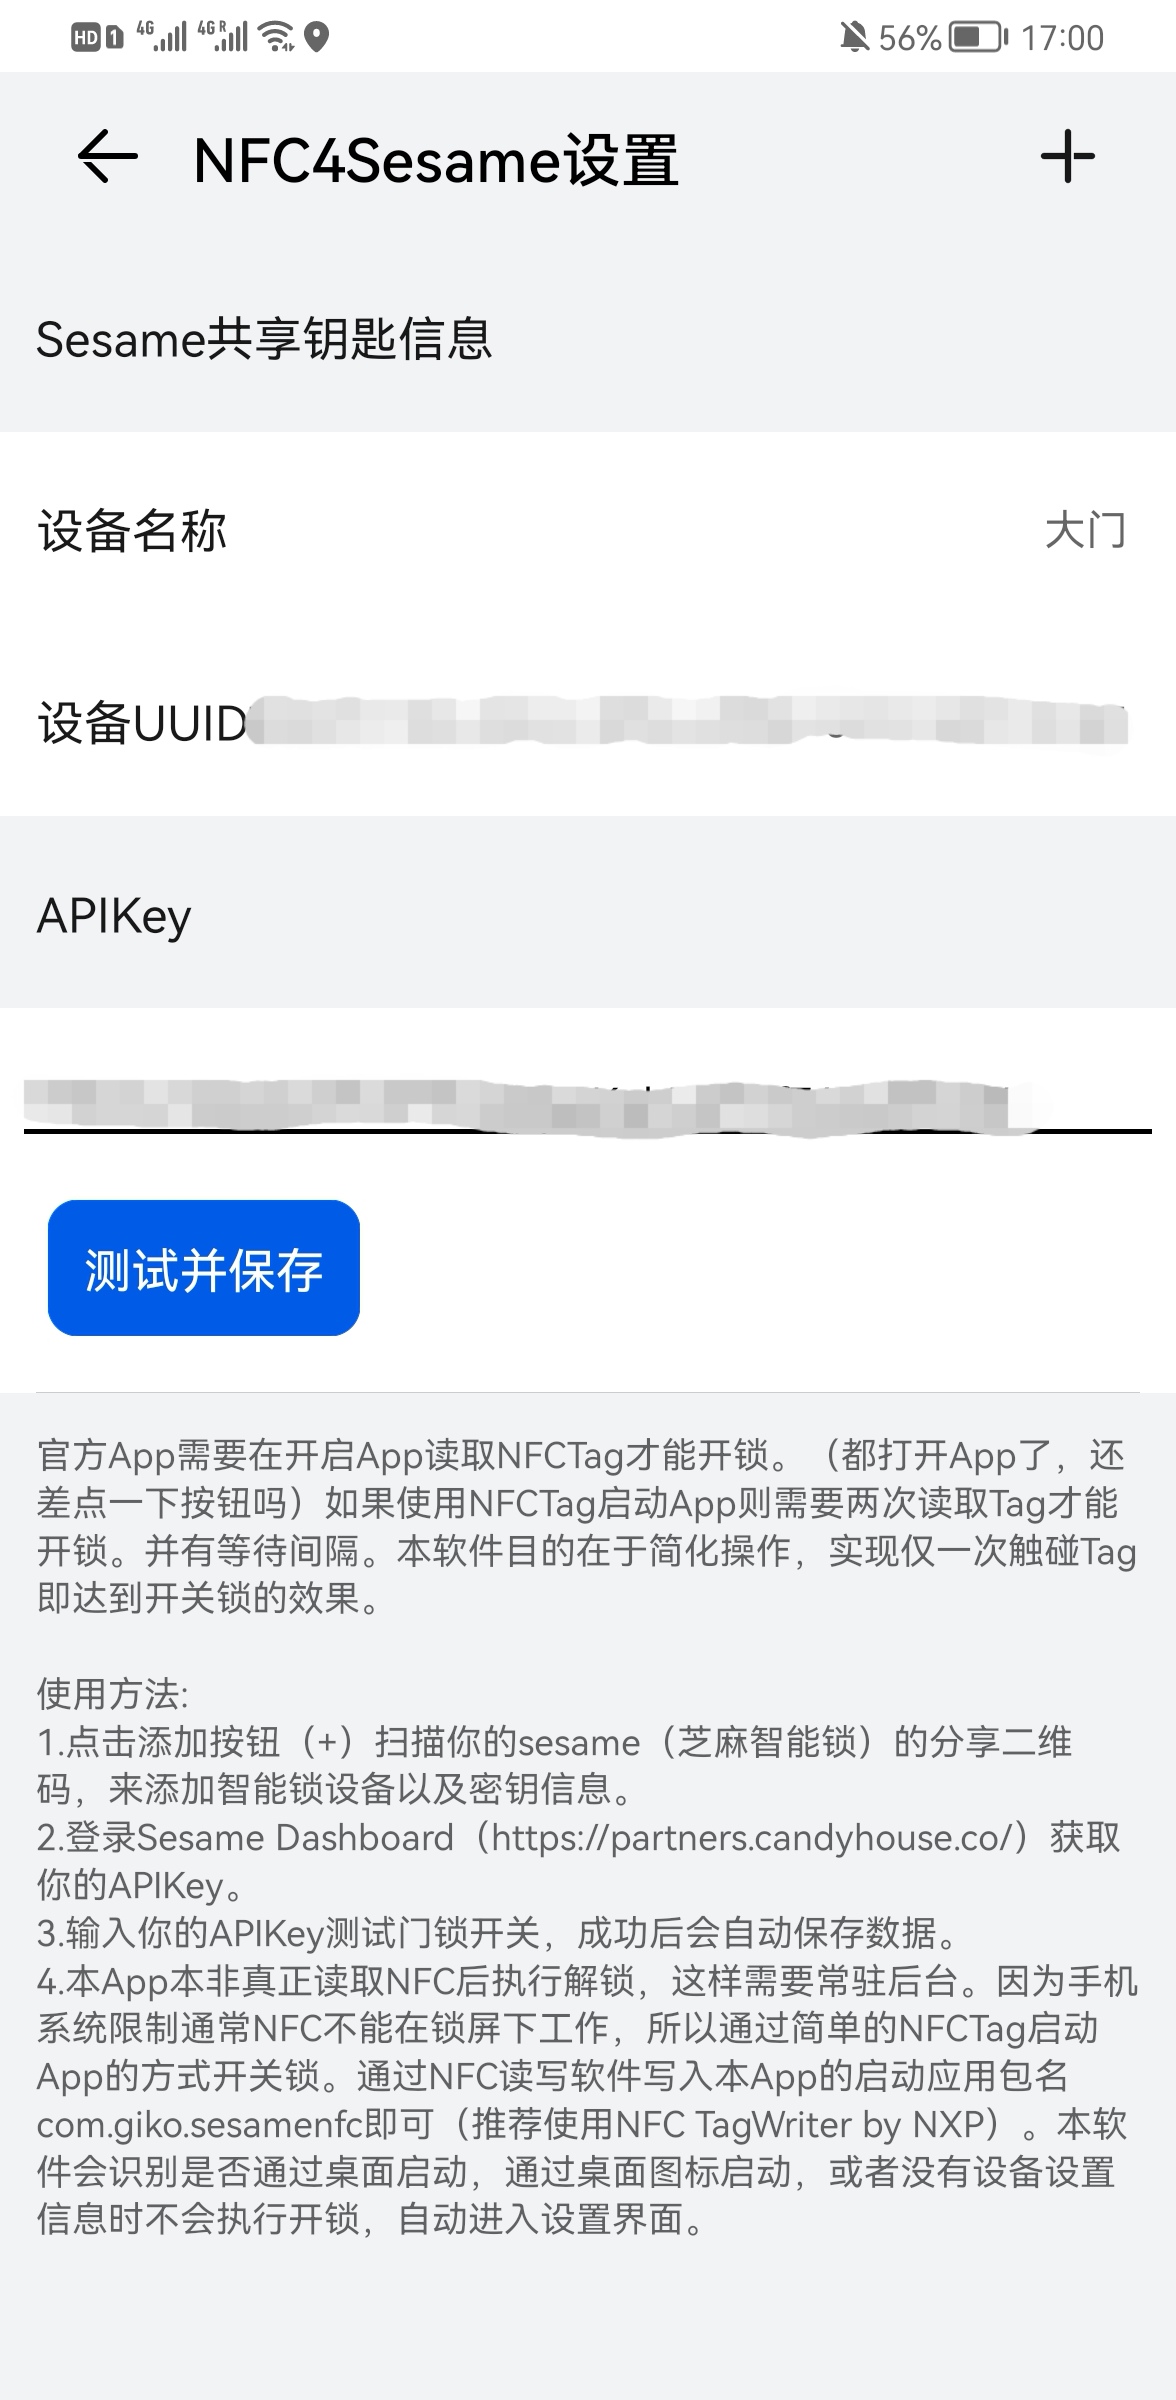 HD 1 4G 4G R 56% 17:00
NFC4Sesame设置
Sesame共享钥匙信息
设备名称 大门
设备UUID
APIKey
测试并保存
官方App需要在开启App读取NFCTag才能开锁。（都打开App了，还
差点一下按钮吗）如果使用NFCTag启动App则需要两次读取Tag才能
开锁。并有等待间隔。本软件目的在于简化操作，实现仅一次触碰Tag
即达到开关锁的效果。
使用方法:
1.点击添加按钮（+）扫描你的sesame（芝麻智能锁）的分享二维
码，来添加智能锁设备以及密钥信息。
2.登录Sesame Dashboard（https://partners.candyhouse.co/）获取
你的APIKey。
3.输入你的APIKey测试门锁开关，成功后会自动保存数据。
4.本App本非真正读取NFC后执行解锁，这样需要常驻后台。因为手机
系统限制通常NFC不能在锁屏下工作，所以通过简单的NFCTag启动
App的方式开关锁。通过NFC读写软件写入本App的启动应用包名
com.giko.sesamenfc即可（推荐使用NFC TagWriter by NXP）。本软
件会识别是否通过桌面启动，通过桌面图标启动，或者没有设备设置
信息时不会执行开锁，自动进入设置界面。